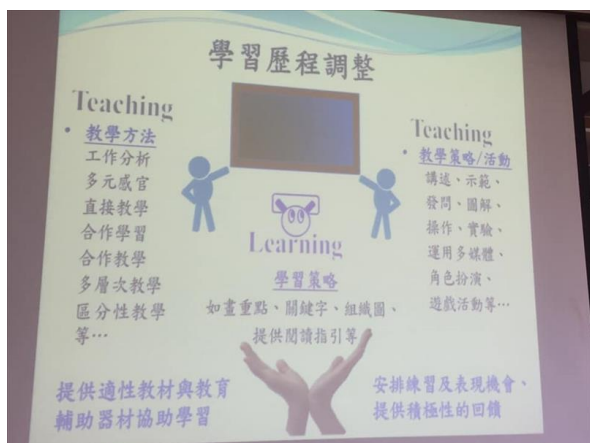 學習歷程調整
Teaching
• 教學方法
工作分析
多元感官
直接教學
合作學習
合作教學
多層次教學
區分性教學
等…
Teaching
• 教學策略/活動
講述、示範、
發問、圖解、
操作、實驗、
運用多媒體、
角色扮演、
遊戲活動等…
Learning
學習策略
如畫重點、關鍵字、組織圖、
提供閱讀指引等
提供適性教材與教育
輔助器材協助學習
安排練習及表現機會、
提供積極性的回饋